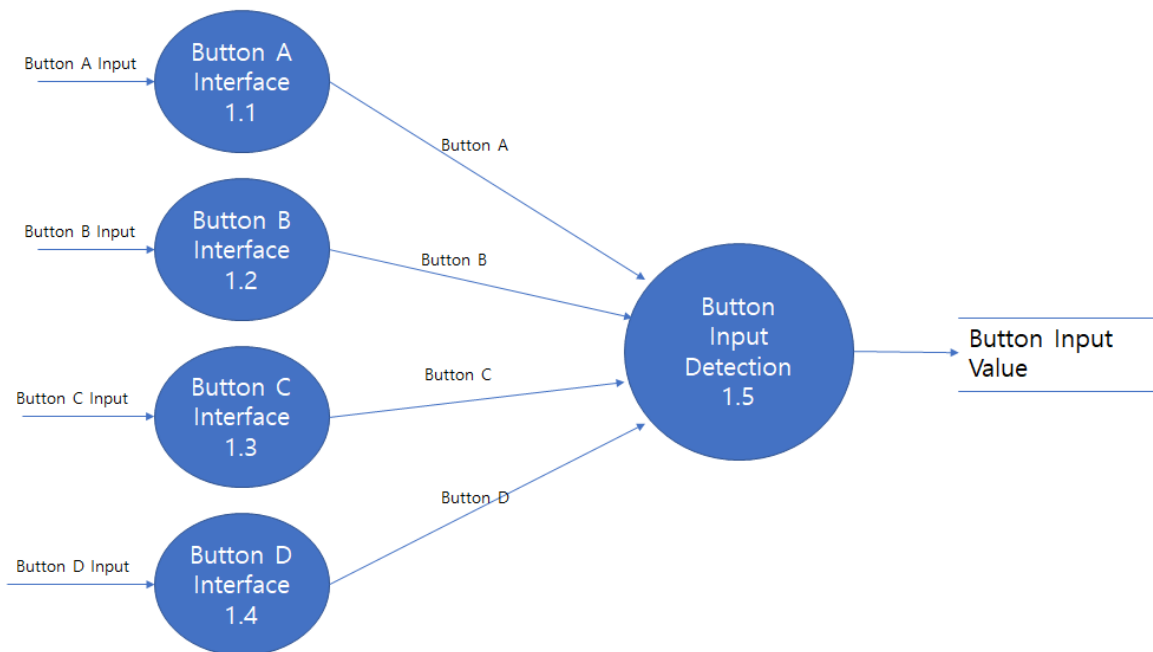 Button A Input
Button A
Interface
1.1
Button A
Button B Input
Button B
Interface
1.2
Button B
Button C Input
Button C
Interface
1.3
Button C
Button D Input
Button D
Interface
1.4
Button D
Button
Input
Detection
1.5
Button Input
Value